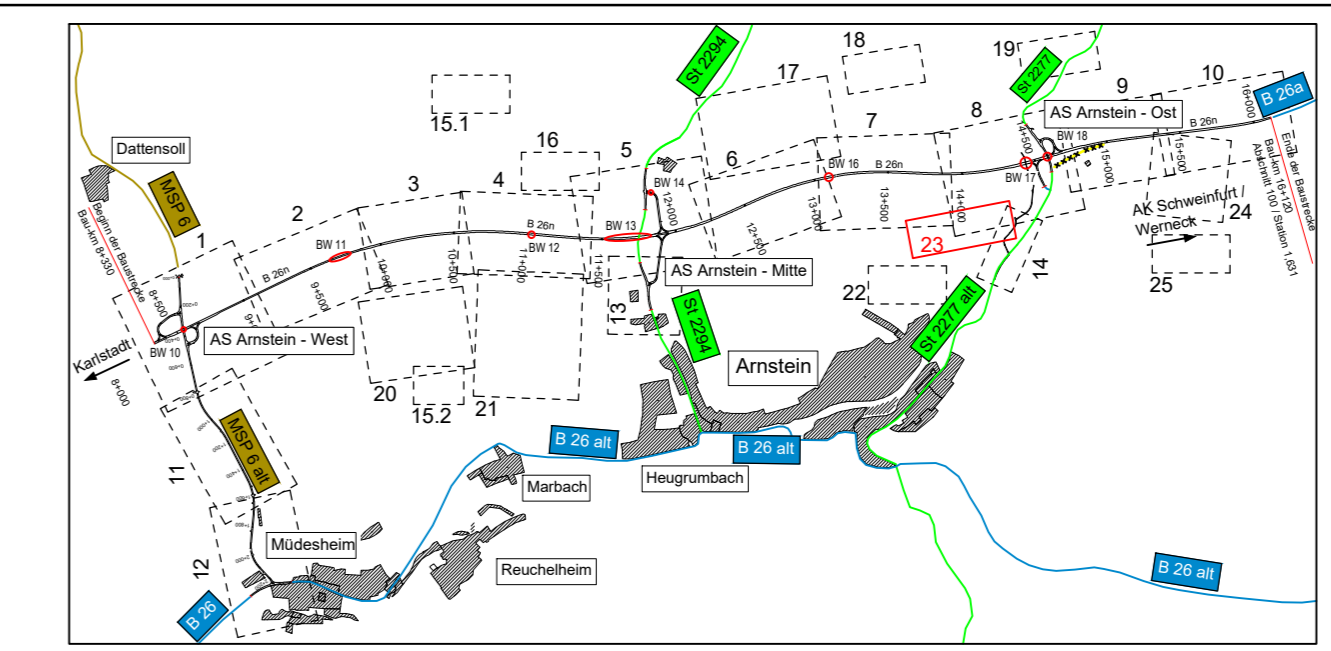 18
19
17
St 2294
St 2277
10
9
16+000
B 26a
15.1
7
8
AS Arnstein - Ost
Dattensoll
16
5
6
14+500
BW 18
B 26n
15+500
15+000
MSP 6
3
4
BW 14
BW 16
B 26n
BW 17
Ende der Baustrecke
Bau-km 16+120
Abschnitt 100 / Station 1,631
2
12+000
13+000
13+500
14+000
AK Schweinfurt /
Werneck
24
Beginn der Baustrecke
Bau-km 8+330
1
BW 11
B 26n
BW 13
12+500
23
B 26n
BW 12
8+500
9+500
10+000
10+500
11+000
11+500
AS Arnstein - Mitte
14
25
22
13
AS Arnstein - West
BW 10
Karlstadt
8+000
St 2294
St 2277 alt
Arnstein
20
15.2
21
MSP 6 alt
11
B 26 alt
B 26 alt
Marbach
Heugrumbach
12
Müdesheim
Reuchelheim
B 26 alt
B 26